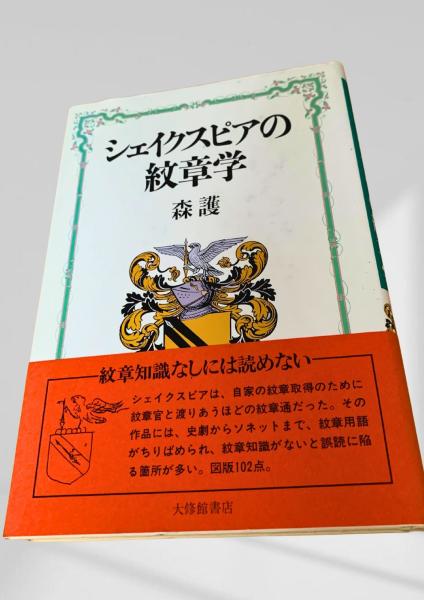 シェイクスピアの
紋章学
森 護
紋章知識なしには読めない
シェイクスピアは、自家の紋章取得のために
紋章官と渡りあうほどの紋章通だった。その
作品には、史劇からソネットまで、紋章用語
がちりばめられ、紋章知識がないと誤読に陥
る箇所が多い。図版102点。
大修館書店